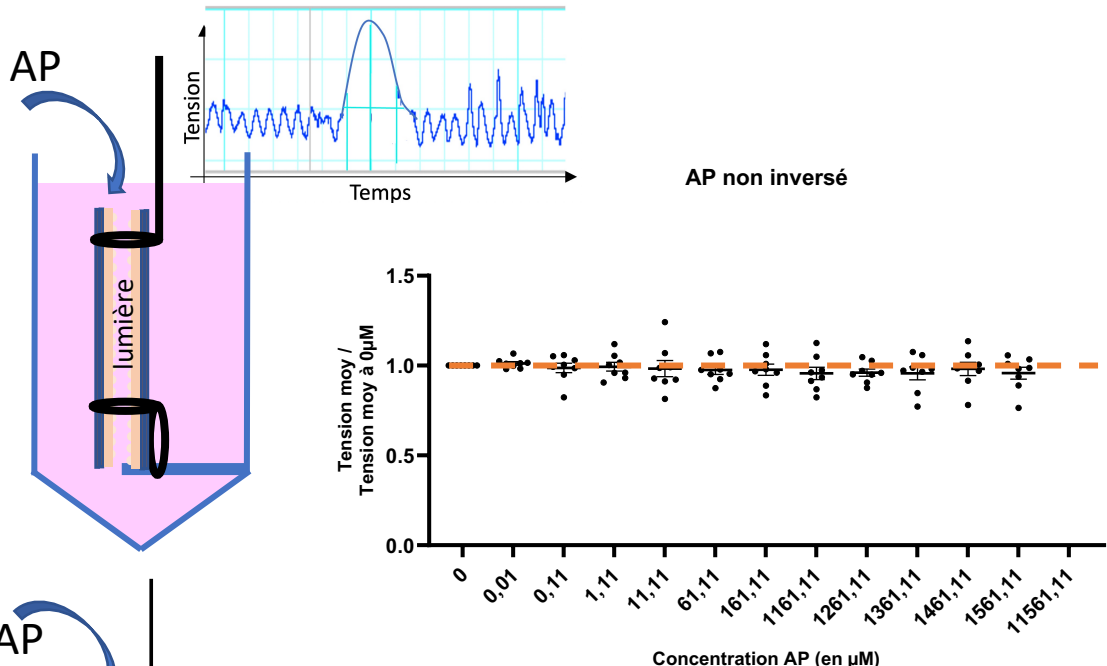 AP
Tension
Temps
lumière
AP
AP non inversé
Tension moy /
Tension moy à 0µM
1.5
1.0
0.5
0.0
0
0,01
0,11
1,11
11,11
61,11
161,11
1161,11
1261,11
1361,11
1461,11
1561,11
11561,11
Concentration AP (en µM)